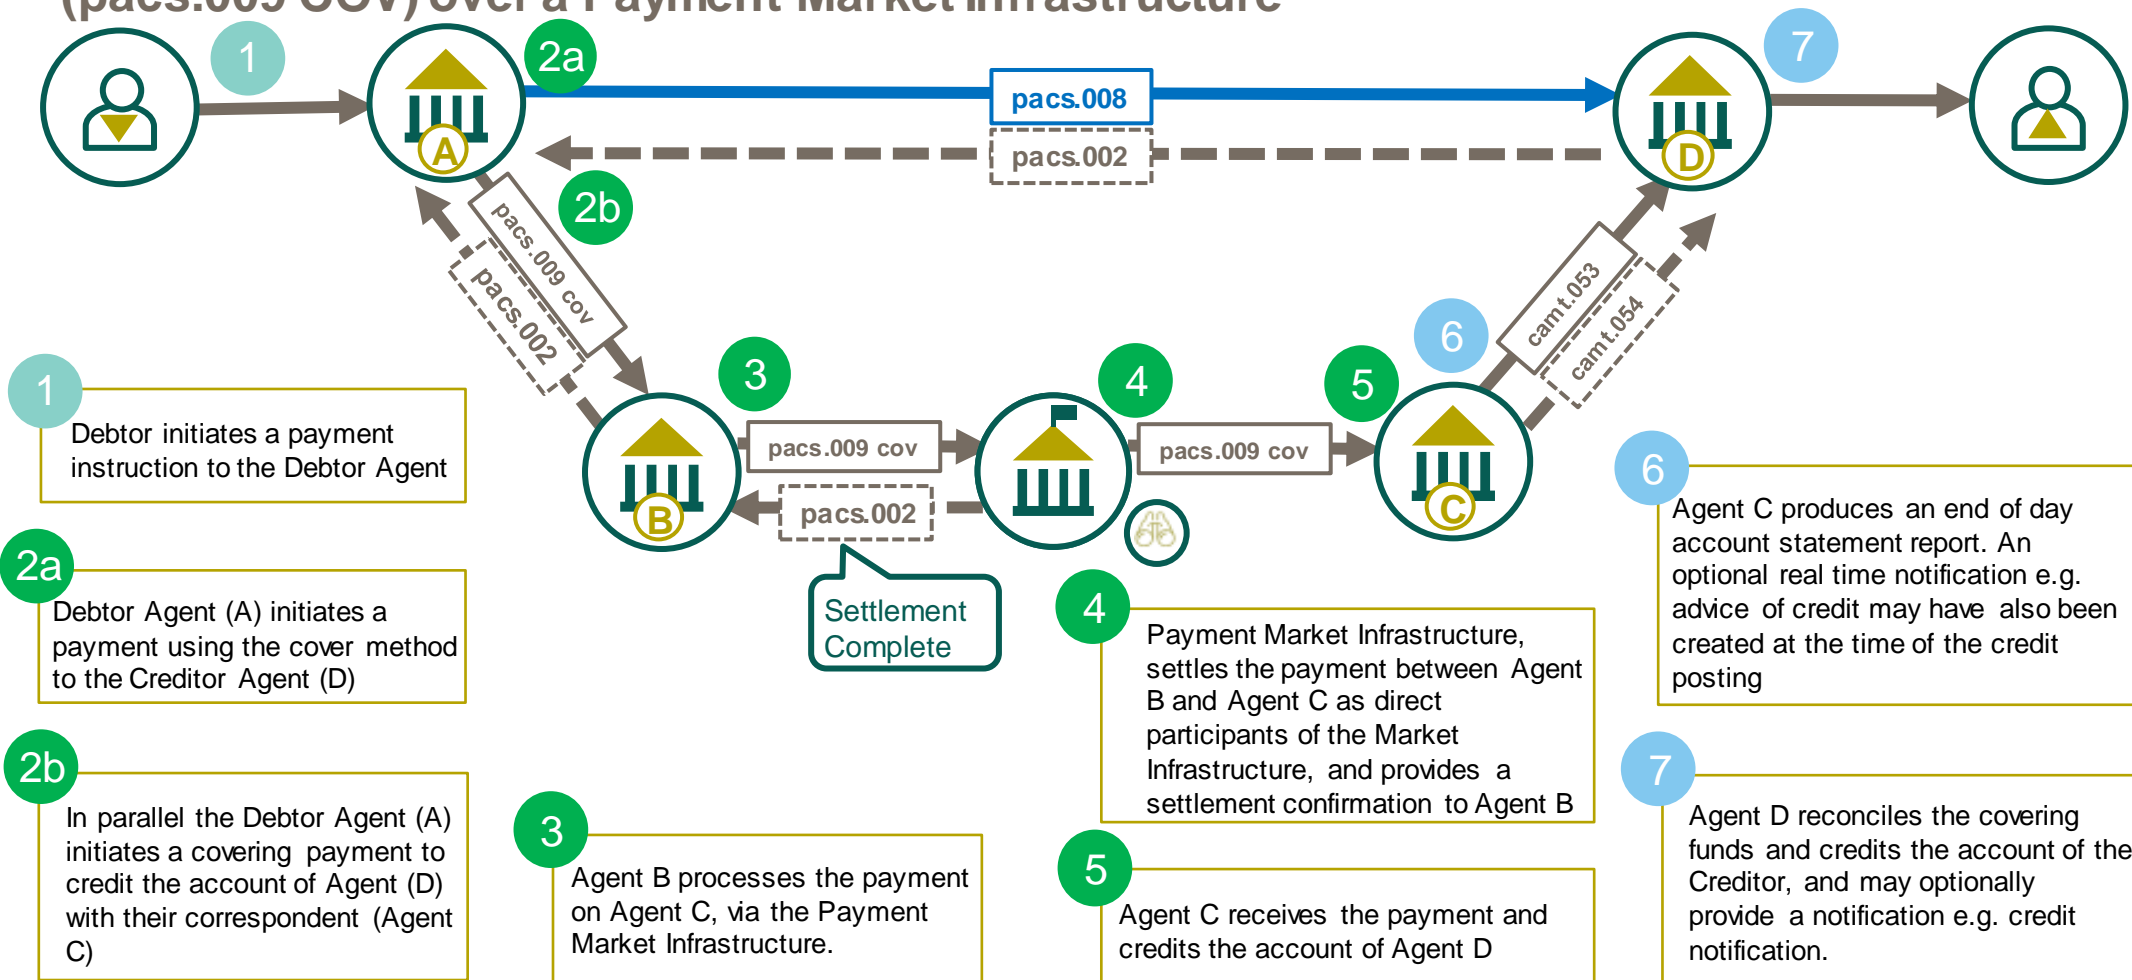 (pacs.009 COV) over a Payment Market Infrastructure
1
2a
7
pacs.008
pacs.002
A
D
2b
pacs.009 cov
pacs.002
camt.053
camt.054
6
3
4
5
pacs.009 cov
pacs.009 cov
pacs.002
B
C
Settlement
Complete
1
Debtor initiates a payment
instruction to the Debtor Agent
2a
Debtor Agent (A) initiates a
payment using the cover method
to the Creditor Agent (D)
2b
In parallel the Debtor Agent (A)
initiates a covering payment to
credit the account of Agent (D)
with their correspondent (Agent
C)
3
Agent B processes the payment
on Agent C, via the Payment
Market Infrastructure.
4
Payment Market Infrastructure,
settles the payment between Agent
B and Agent C as direct
participants of the Market
Infrastructure, and provides a
settlement confirmation to Agent B
5
Agent C receives the payment and
credits the account of Agent D
6
Agent C produces an end of day
account statement report. An
optional real time notification e.g.
advice of credit may have also been
created at the time of the credit
posting
7
Agent D reconciles the covering
funds and credits the account of the
Creditor, and may optionally
provide a notification e.g. credit
notification.